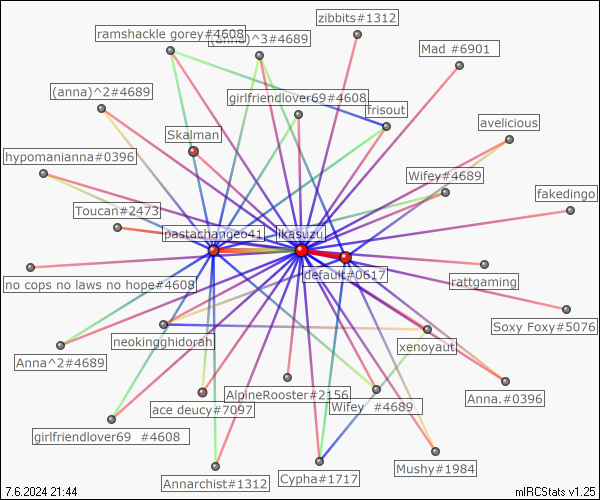 zibbits#1312
ramshackle gorey#4608
(anna)^3#4689
Mad #6901
(anna)^2#4689
girlfriendlover69#4608
frisout
avelicious
Skalman
hypomanianna#0396
Wifey#4689
fakedingo
Toucan#2473
pastachangeo41
ikasuzu
default#0617
rattgaming
no cops no laws no hope#4608
Soxy Foxy#5076
neokingghidorah
xenoyaut
Anna^2#4689
AlpineRooster#2156
Anna.#0396
ace deucy#7097
Wifey #4689
girlfriendlover69 #4608
Mushy#1984
Cypha#1717
Annarchist#1312
7.6.2024 21:44
mIRCStats v1.25